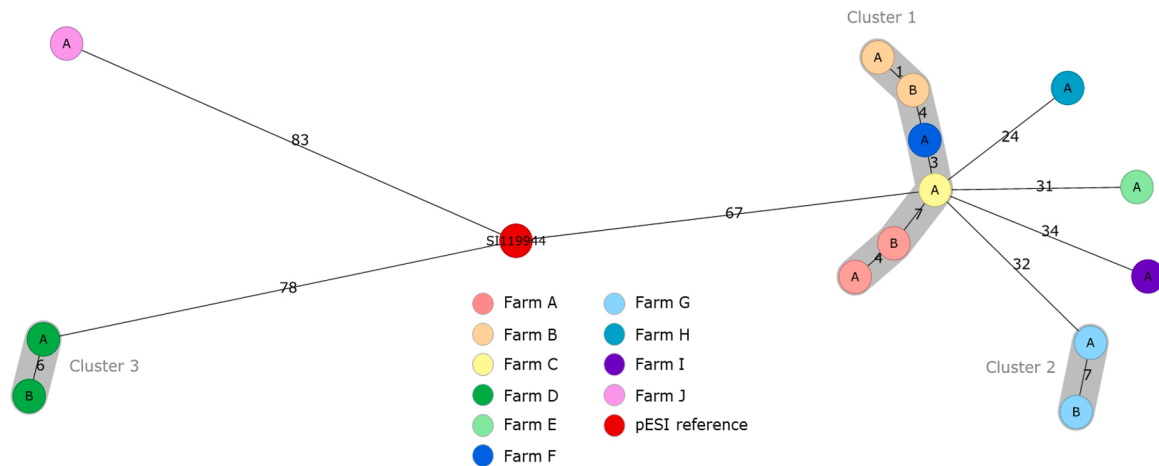 Cluster 1
A
A
1
B
A
4
A
83
24
3
A
31
A
67
7
34
SI119944
B
4
32
A
A
78
Farm A
Farm G
Farm B
Farm H
A
A
6
Cluster 3
Farm C
Farm I
Cluster 2
7
B
Farm D
Farm J
B
Farm E
pESI reference
Farm F